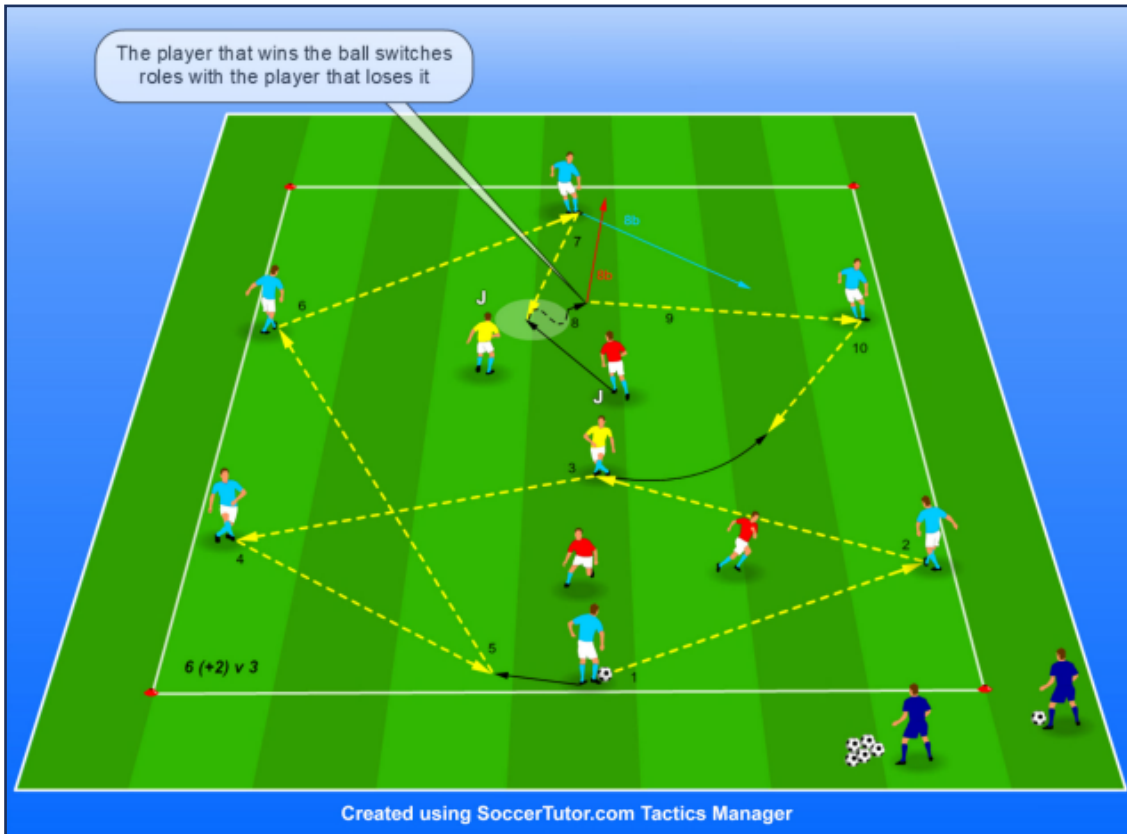 The player that wins the ball switches
roles with the player that loses it
8b
7
8b
6
J
8
9
10
J
3
2
4
5
6 (+2) v 3
1
Created using SoccerTutor.com Tactics Manager